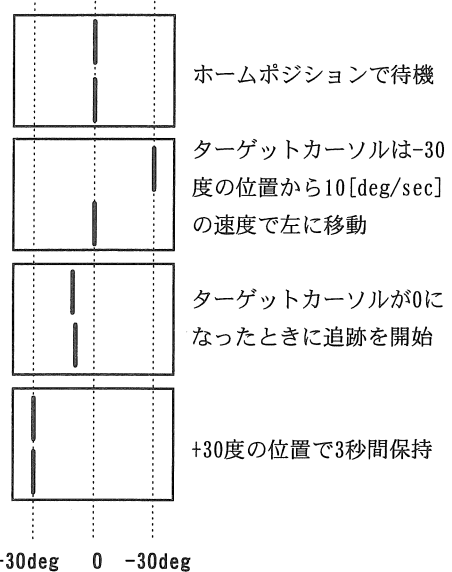 ホームポジションで待機
ターゲットカーソルは-30
度の位置から10[deg/sec]
の速度で左に移動
ターゲットカーソルが0に
なったときに追跡を開始
+30度の位置で3秒間保持
-30deg 0 -30deg